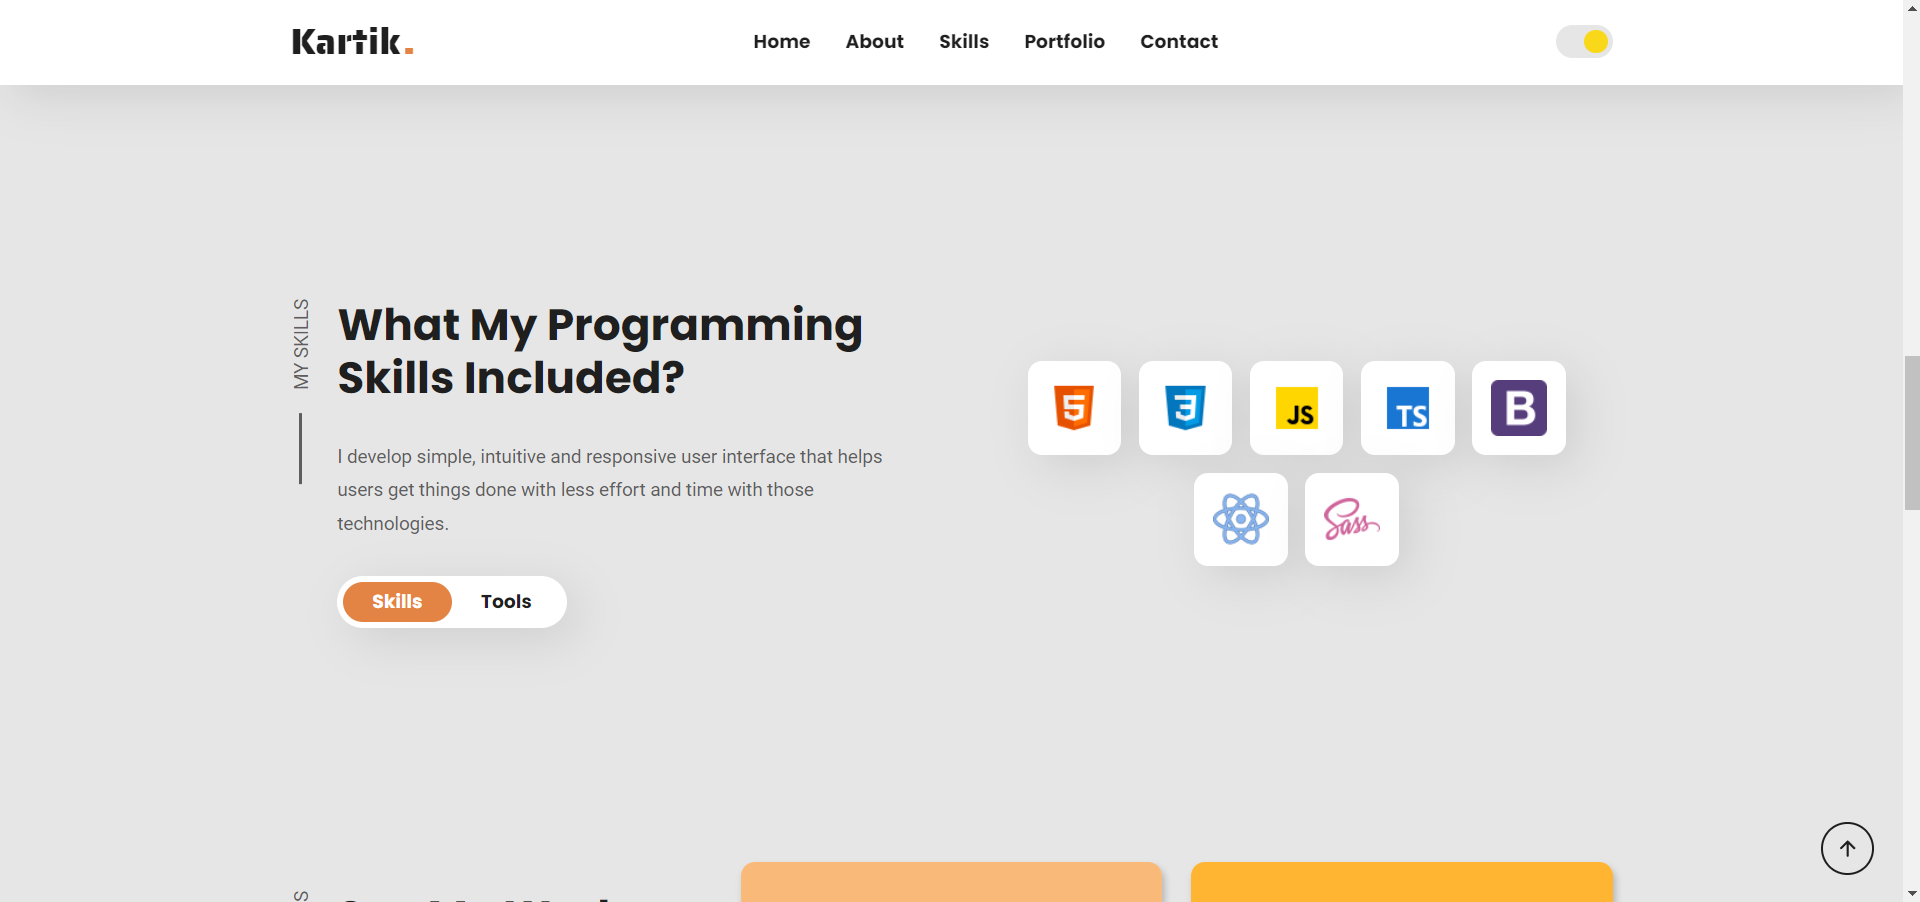 Kartik.
Home
About
Skills
Portfolio
Contact
MY SKILLS
What My Programming
Skills Included?
I develop simple, intuitive and responsive user interface that helps
users get things done with less effort and time with those
technologies.
Skills
Tools
5
3
JS
TS
B
Sass